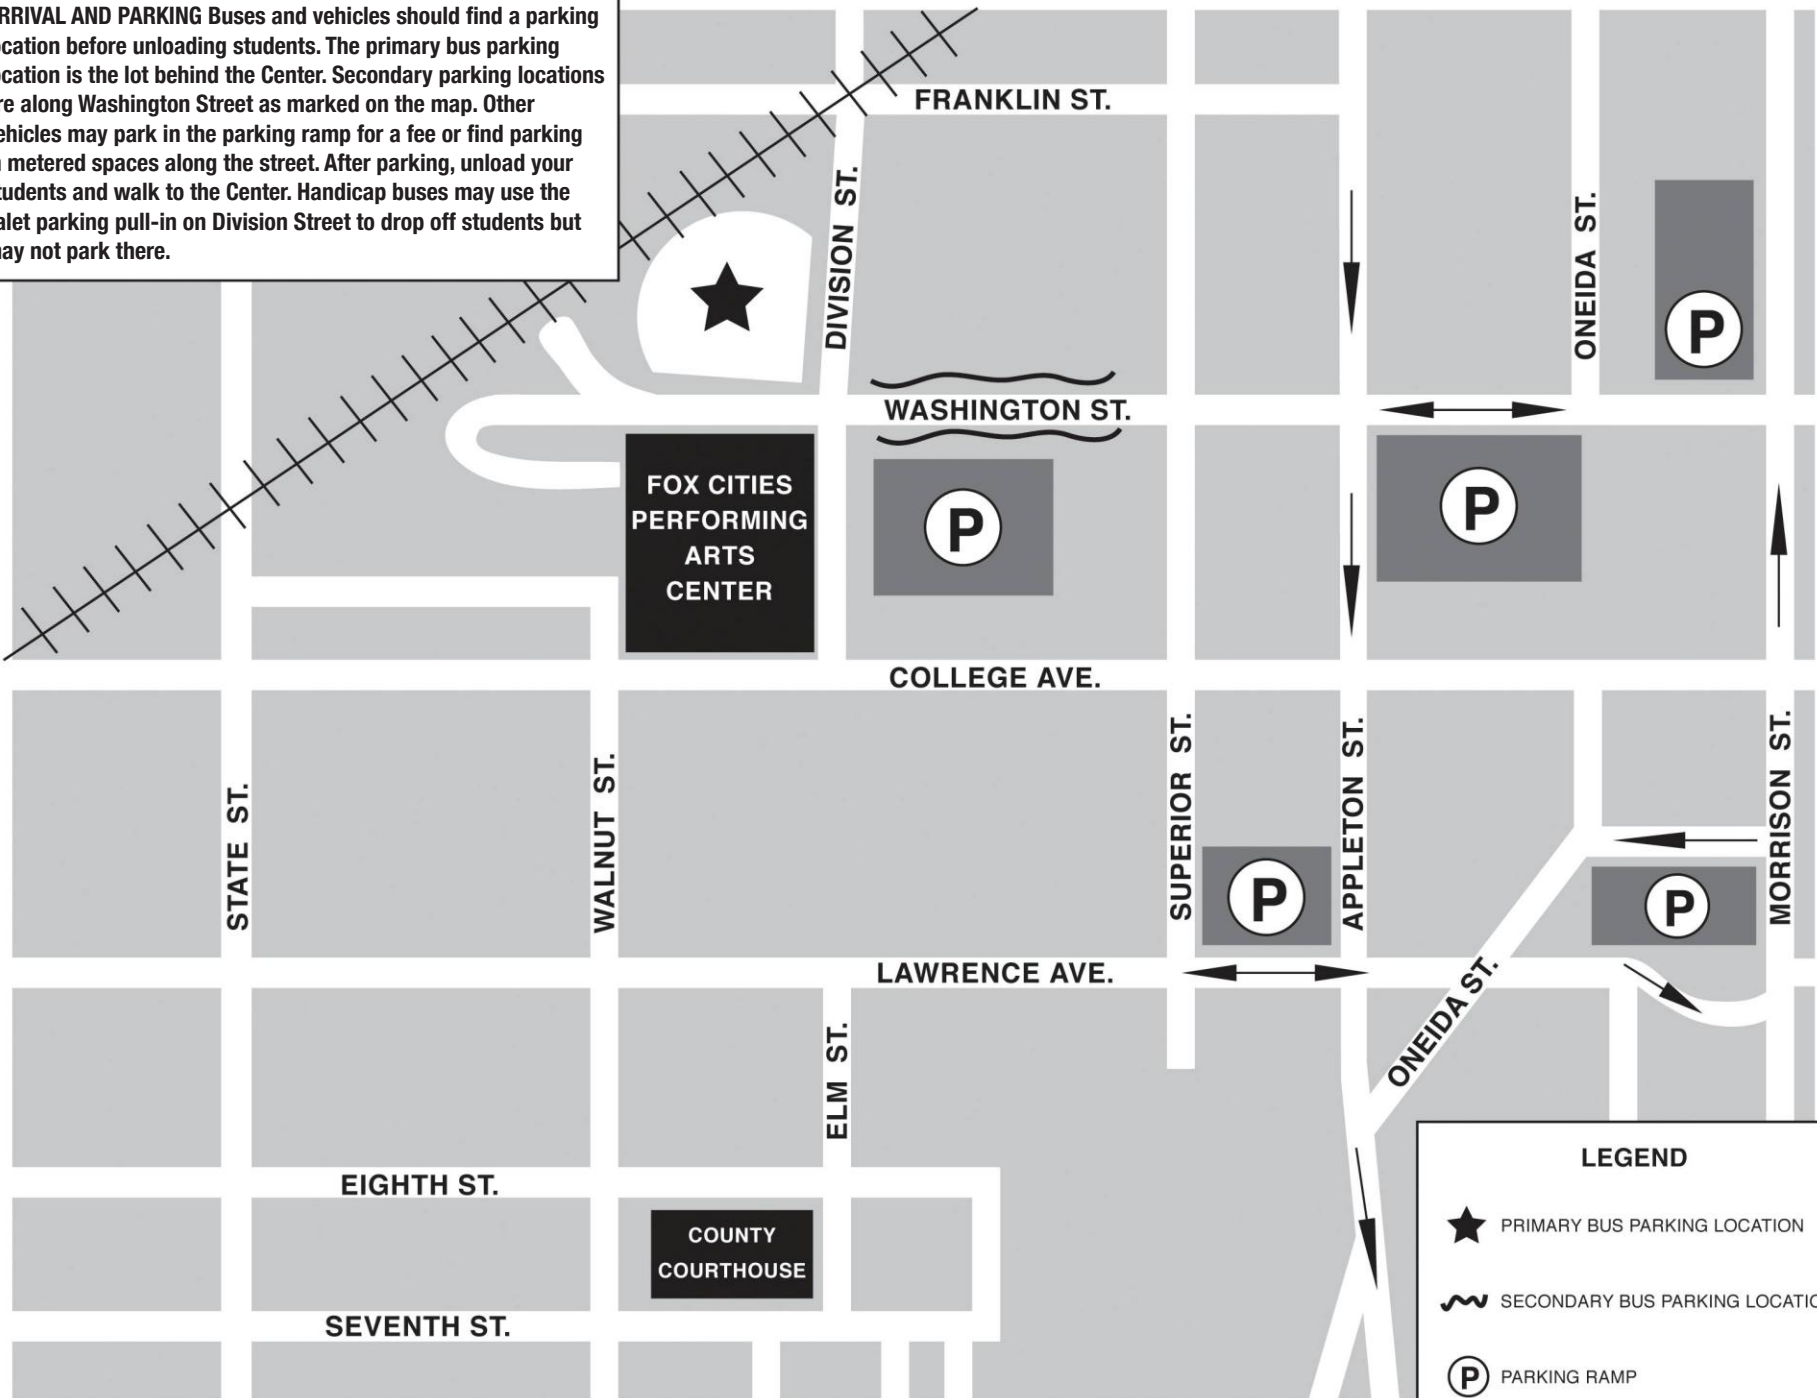 RRIVAL AND PARKING Buses and vehicles should find a parking
ocation before unloading students. The primary bus parking
ocation is the lot behind the Center. Secondary parking locations
re along Washington Street as marked on the map. Other
ehicles may park in the parking ramp for a fee or find parking
n metered spaces along the street. After parking, unload your
tudents and walk to the Center. Handicap buses may use the
alet parking pull-in on Division Street to drop off students but
may not park there.
FRANKLIN ST.
DIVISION ST.
ONEIDA ST.
P
WASHINGTON ST.
FOX CITIES
PERFORMING
ARTS
CENTER
P
P
COLLEGE AVE.
STATE ST.
WALNUT ST.
SUPERIOR ST.
APPLETON ST.
MORRISON ST.
P
P
LAWRENCE AVE.
ONEIDA ST.
ELM ST.
EIGHTH ST.
COUNTY
COURTHOUSE
SEVENTH ST.
LEGEND
PRIMARY BUS PARKING LOCATION
SECONDARY BUS PARKING LOCATIO
P PARKING RAMP